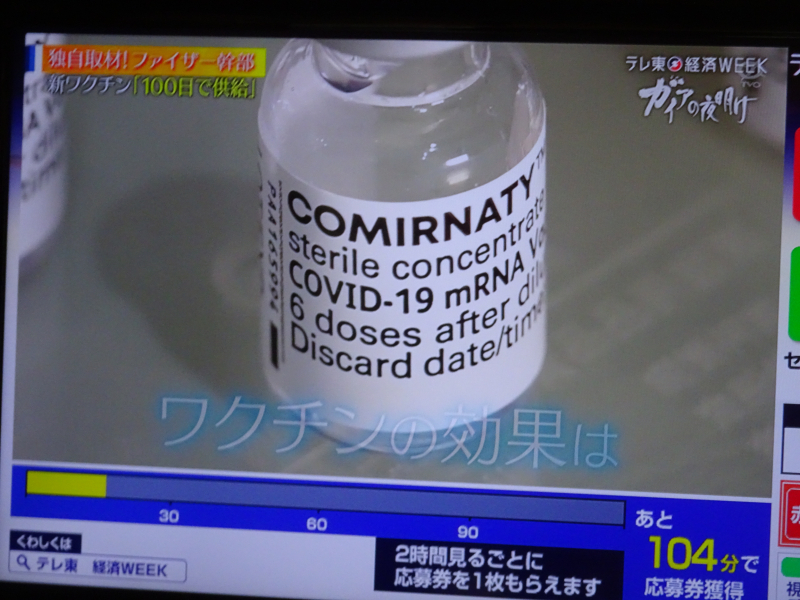 独自取材!ファイザー幹部
新ワクチン「100日で供給」
テレ東 経済WEEK
ガイアの夜明け
COMIRNATY™
sterile concentrate
COVID-19 mRNA
6 doses after
Discard date/time
PAA165994
ワクチンの効果は
30 60 90
あと
104分で
応募券獲得
くわしくは
テレ東 経済WEEK
2時間見るごとに
応募券を1枚もらえます